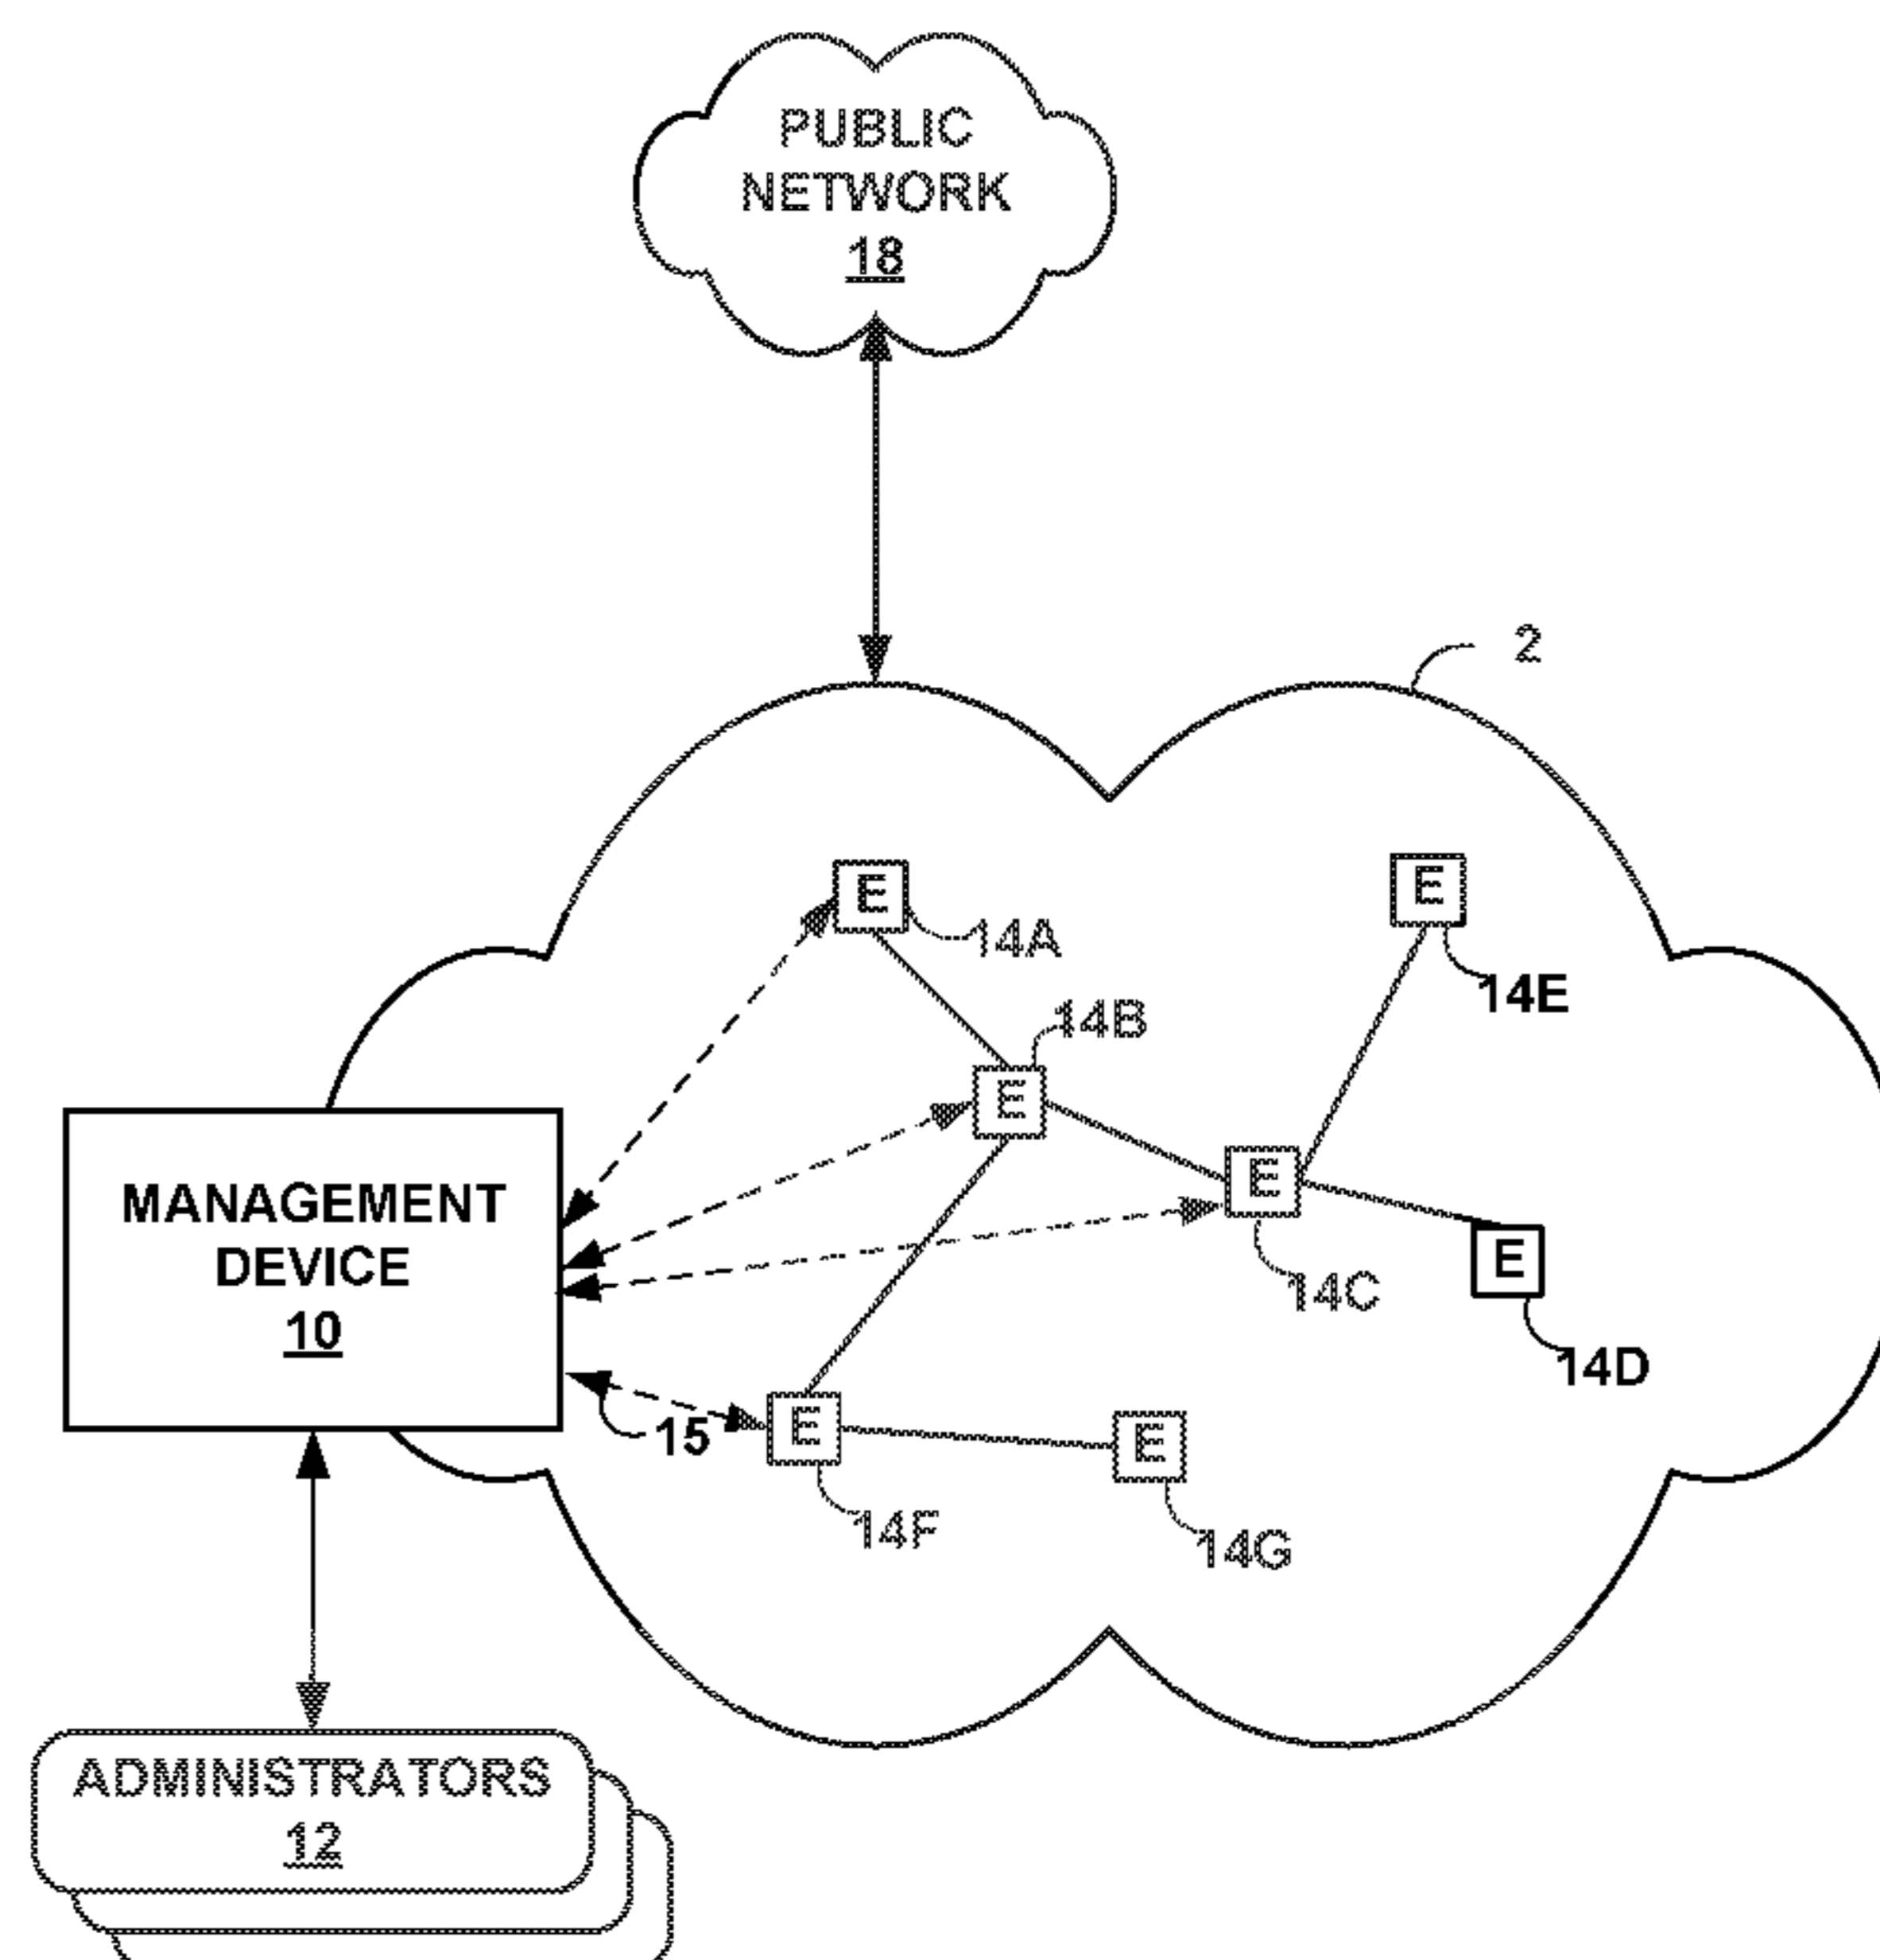 PUBLIC
NETWORK
18
2
E
14A
E
14E
14B
E
E
14C
E
14D
MANAGEMENT
DEVICE
10
15
E
14F
E
14G
ADMINISTRATORS
12